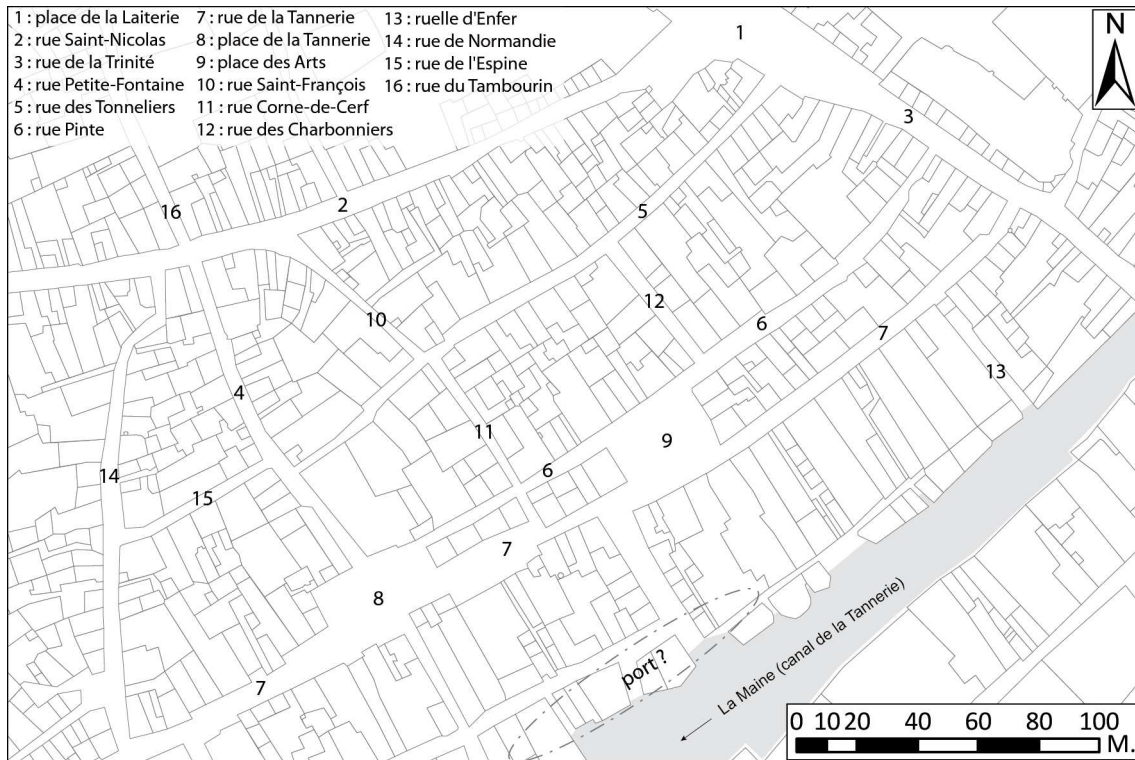 1 : place de la Laiterie
2 : rue Saint-Nicolas
3 : rue de la Trinité
4 : rue Petite-Fontaine
5 : rue des Tonneliers
6 : rue Pinte
7 : rue de la Tannerie
8 : place de la Tannerie
9 : place des Arts
10 : rue Saint-François
11 : rue Corne-de-Cerf
12 : rue des Charbonniers
13 : ruelle d'Enfer
14 : rue de Normandie
15 : rue de l'Espine
16 : rue du Tambourin
N
1
3
16
2
5
12
10
6
7
4
13
11
9
14
15
6
7
8
port ?
La Maine (canal de la Tannerie)
7
0 10 20 40 60 80 100
M.